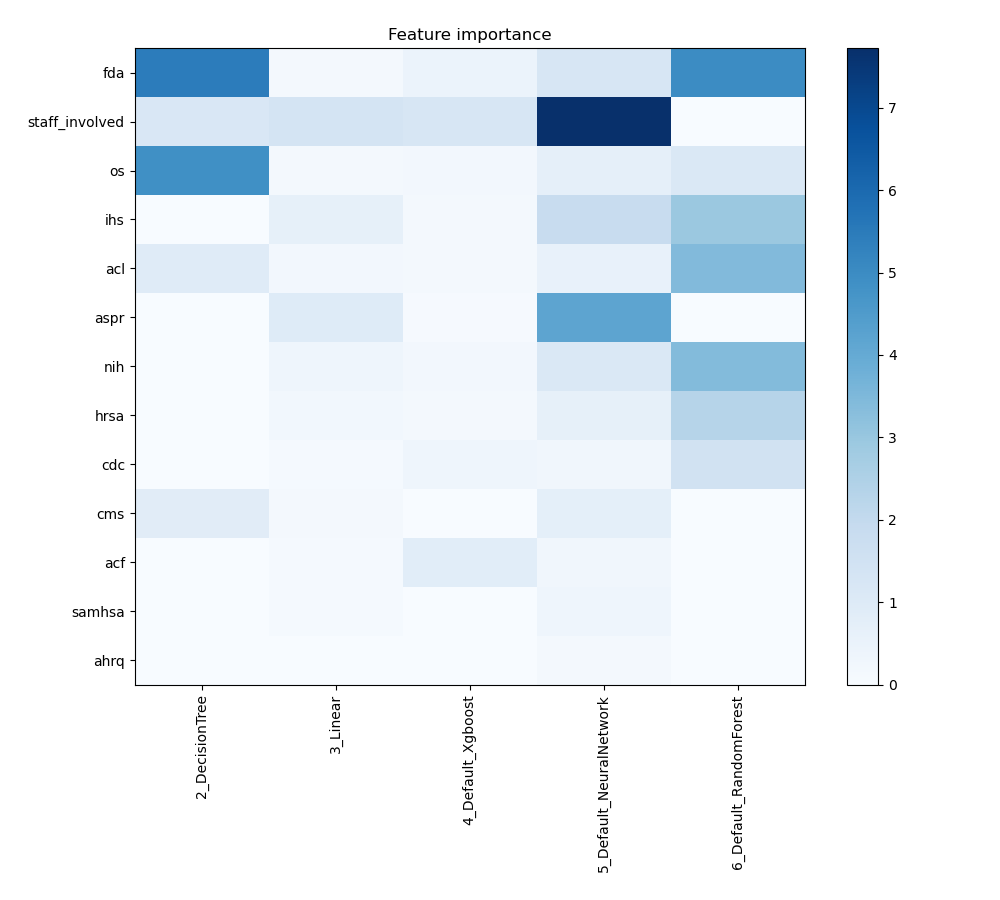 Feature importance
fda
staff_involved
os
ihs
acl
aspr
nih
hrsa
cdc
cms
acf
samhsa
ahrq
2_DecisionTree
3_Linear
4_Default_Xgboost
5_Default_NeuralNetwork
6_Default_RandomForest
7
6
5
4
3
2
1
0